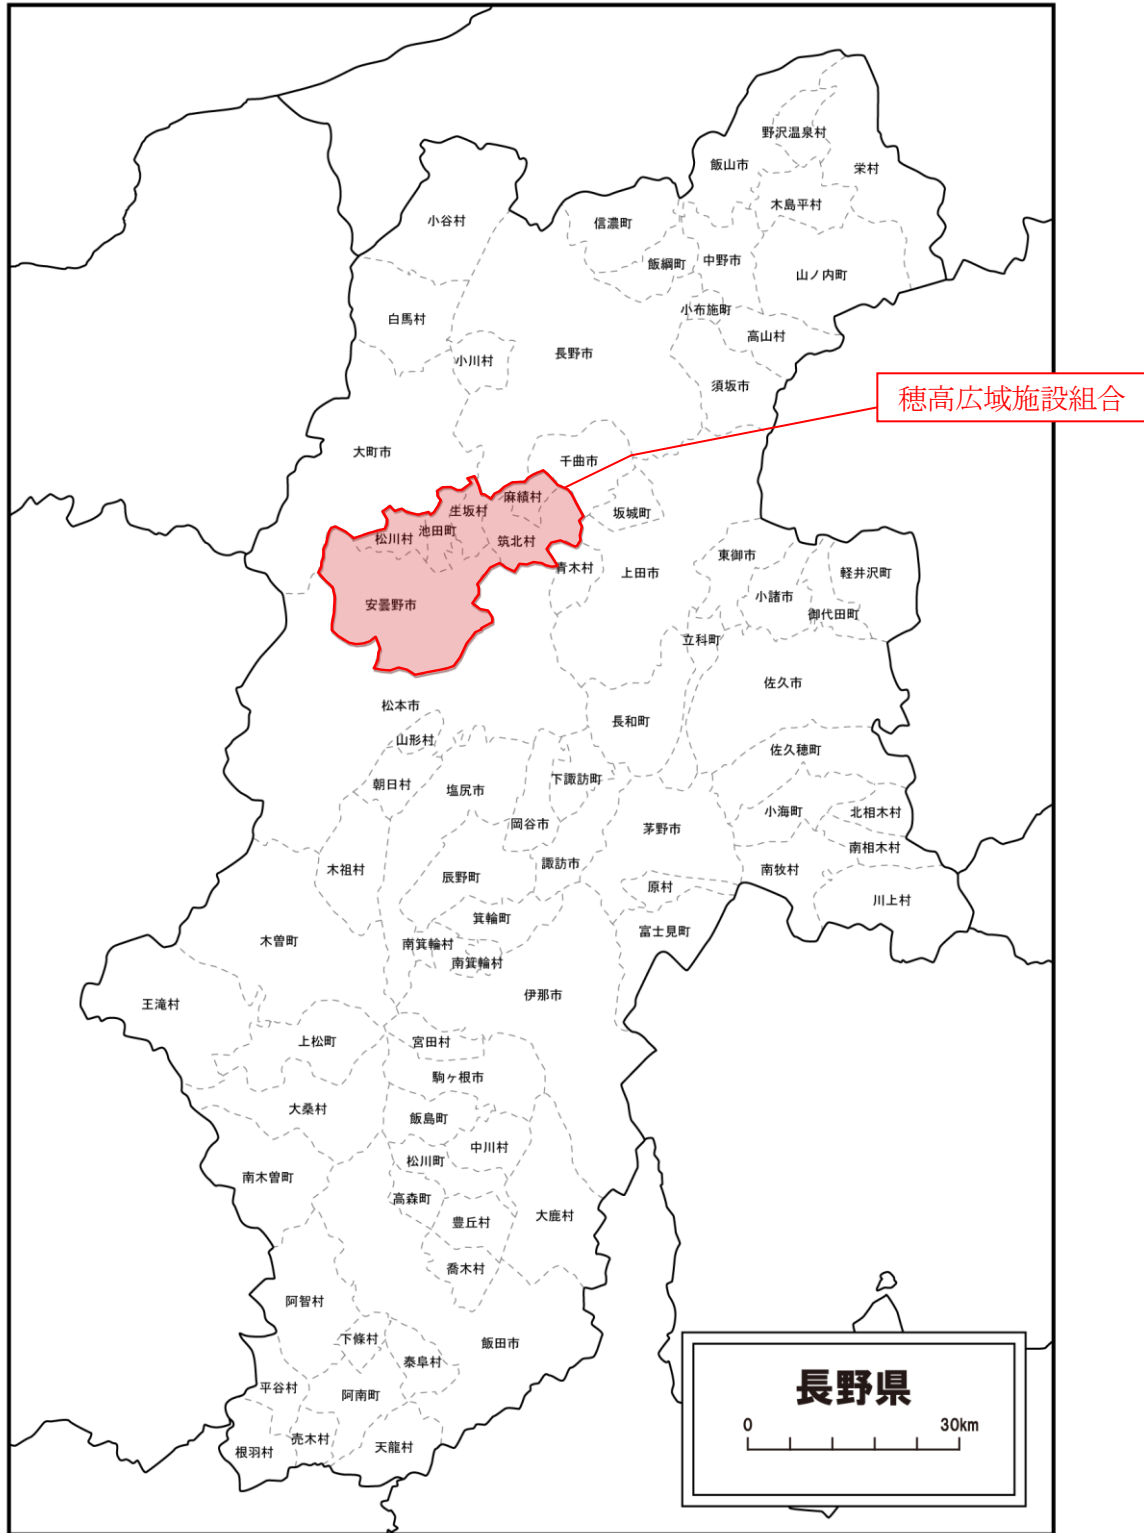 野沢温泉村
飯山市
栄村
木島平村
小谷村
信濃町
飯綱町
中野市
山ノ内町
白馬村
小布施町
高山村
小川村
長野市
須坂市
穂高広域施設組合
大町市
千曲市
麻績村
生坂村
坂城町
池田町
松川村
筑北村
青木村
上田市
東御市
軽井沢町
小諸市
御代田町
安曇野市
立科町
佐久市
松本市
長和町
山形村
佐久穂町
朝日村
塩尻市
下諏訪町
岡谷市
小海町
北相木村
茅野市
南相木村
木祖村
諏訪市
辰野町
南牧村
原村
川上村
箕輪町
富士見町
木曽町
南箕輪村
南箕輪村
伊那市
王滝村
上松町
宮田村
駒ヶ根市
大桑村
飯島町
中川村
松川町
南木曽町
高森町
豊丘村
大鹿村
喬木村
阿智村
下條村
飯田市
泰阜村
平谷村
阿南町
売木村
天龍村
根羽村
長野県
0 30km